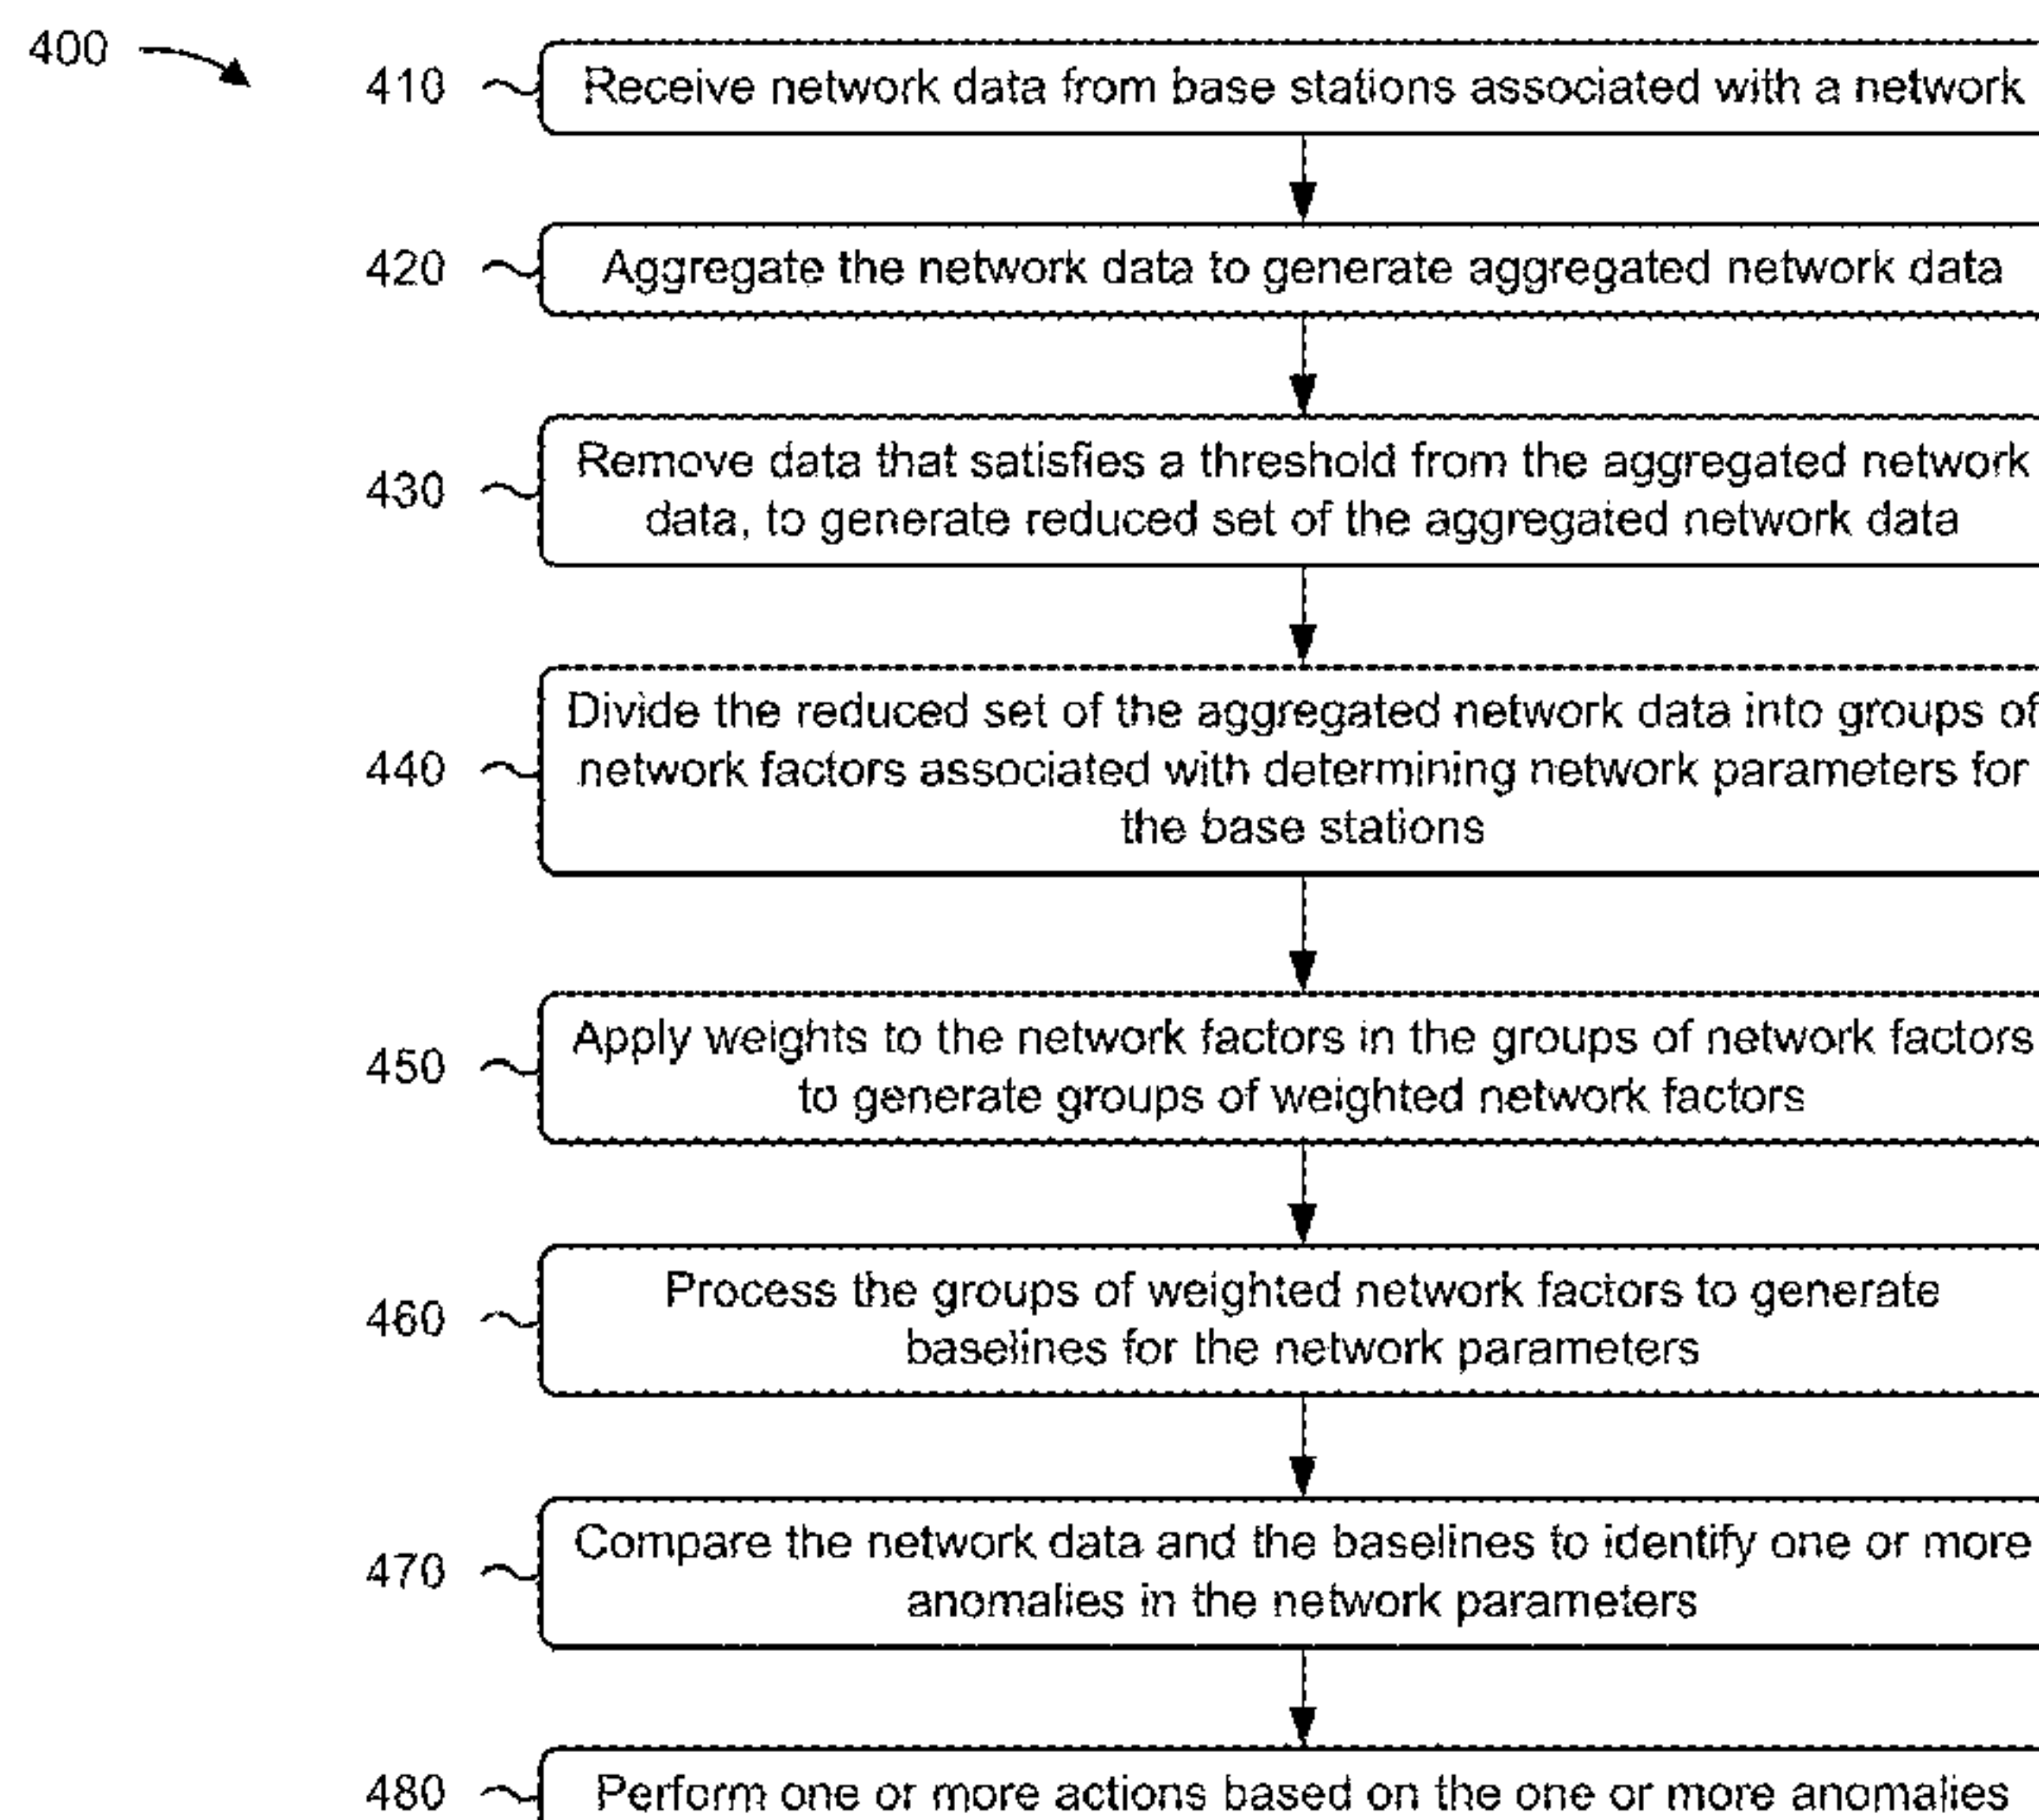 400
410 Receive network data from base stations associated with a network
420 Aggregate the network data to generate aggregated network data
430 Remove data that satisfies a threshold from the aggregated network
data, to generate reduced set of the aggregated network data
440 Divide the reduced set of the aggregated network data into groups of
network factors associated with determining network parameters for
the base stations
450 Apply weights to the network factors in the groups of network factors
to generate groups of weighted network factors
460 Process the groups of weighted network factors to generate
baselines for the network parameters
470 Compare the network data and the baselines to identify one or more
anomalies in the network parameters
480 Perform one or more actions based on the one or more anomalies